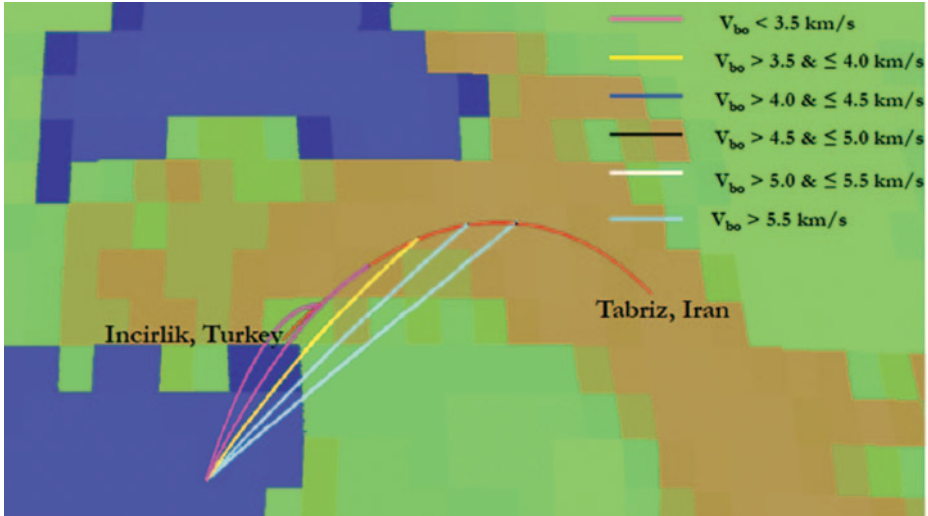 V_bo < 3.5 km/s
V_bo > 3.5 & ≤ 4.0 km/s
V_bo > 4.0 & ≤ 4.5 km/s
V_bo > 4.5 & ≤ 5.0 km/s
V_bo > 5.0 & ≤ 5.5 km/s
V_bo > 5.5 km/s
Tabriz, Iran
Incirlik, Turkey